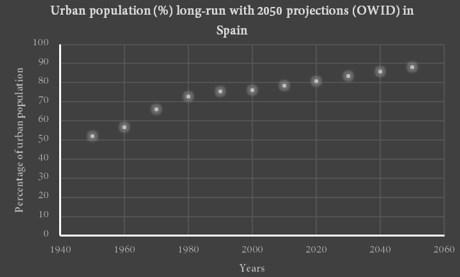 Urban population (%) long-run with 2050 projections (OWID) in
Spain
Percentage of urban population
100
90
80
70
60
50
40
30
20
10
0
1940 1960 1980 2000 2020 2040 2060
Years